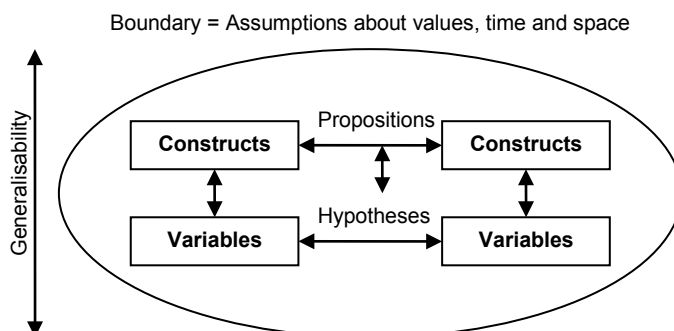 Boundary = Assumptions about values, time and space
Generalisability
Propositions
Constructs
Constructs
Hypotheses
Variables
Variables